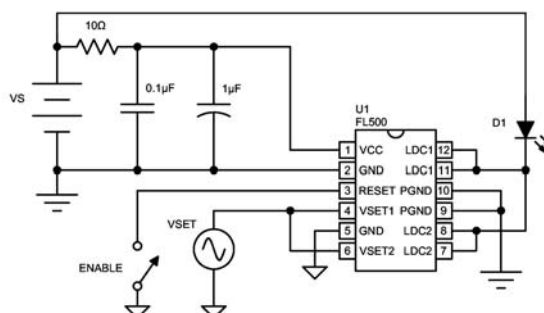 10Ω
VS
0.1µF
1µF
U1
FL500
D1
1 VCC LDC1 12
2 GND LDC1 11
3 RESET PGND 10
4 VSET1 PGND 9
5 GND LDC2 8
6 VSET2 LDC2 7
VSET
ENABLE